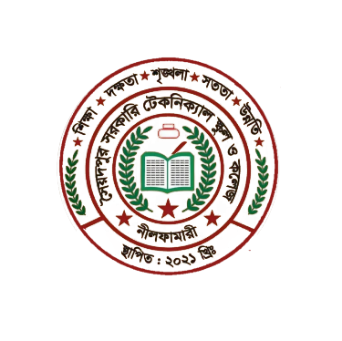 শিক্ষা ★ দক্ষতা ★ শৃঙ্খলা ★ সততা ★ উন্নতি
সৈয়দপুর সরকারি টেকনিক্যাল স্কুল ও কলেজ
নীলফামারী
স্থাপিত : ২০২১ খ্রিঃ